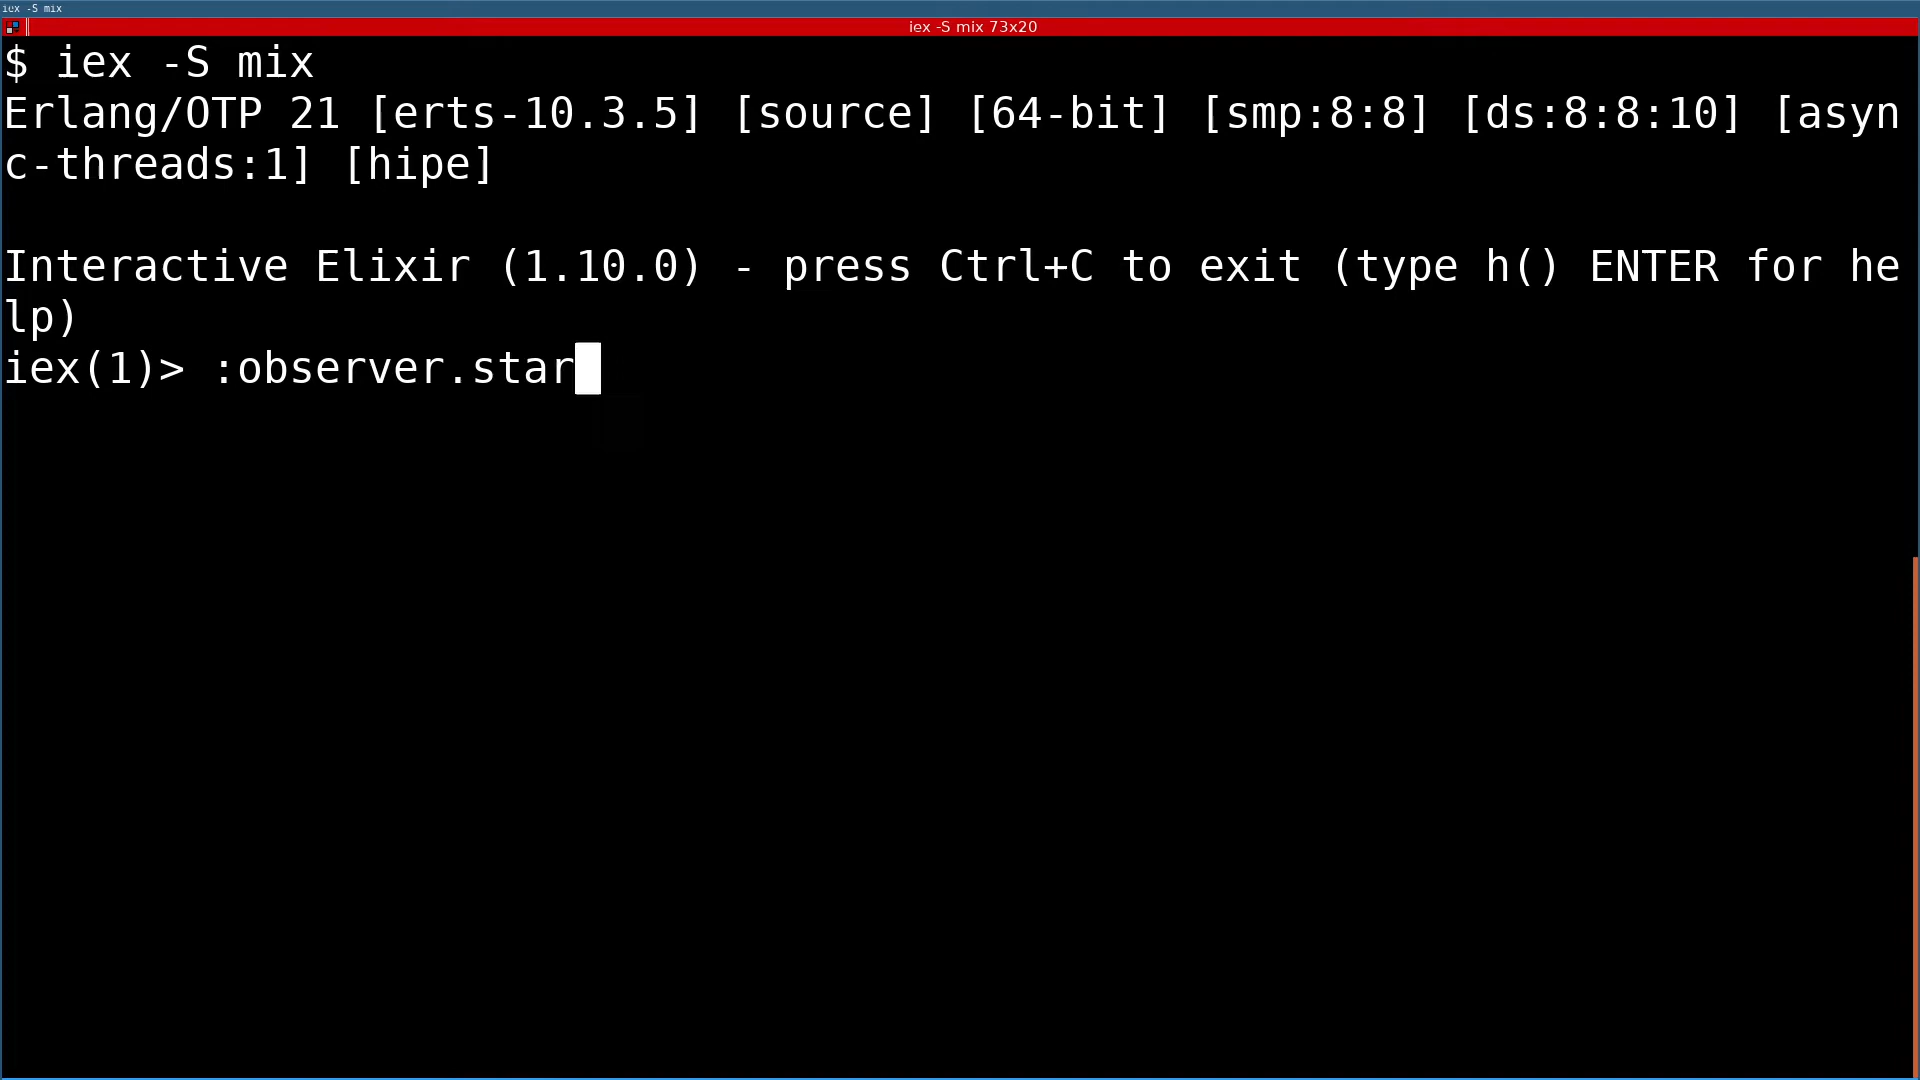 iex -S mix
iex -S mix 73x20
$ iex -S mix
Erlang/OTP 21 [erts-10.3.5] [source] [64-bit] [smp:8:8] [ds:8:8:10] [asyn
c-threads:1] [hipe]
Interactive Elixir (1.10.0) - press Ctrl+C to exit (type h() ENTER for he
lp)
iex(1)> :observer.star